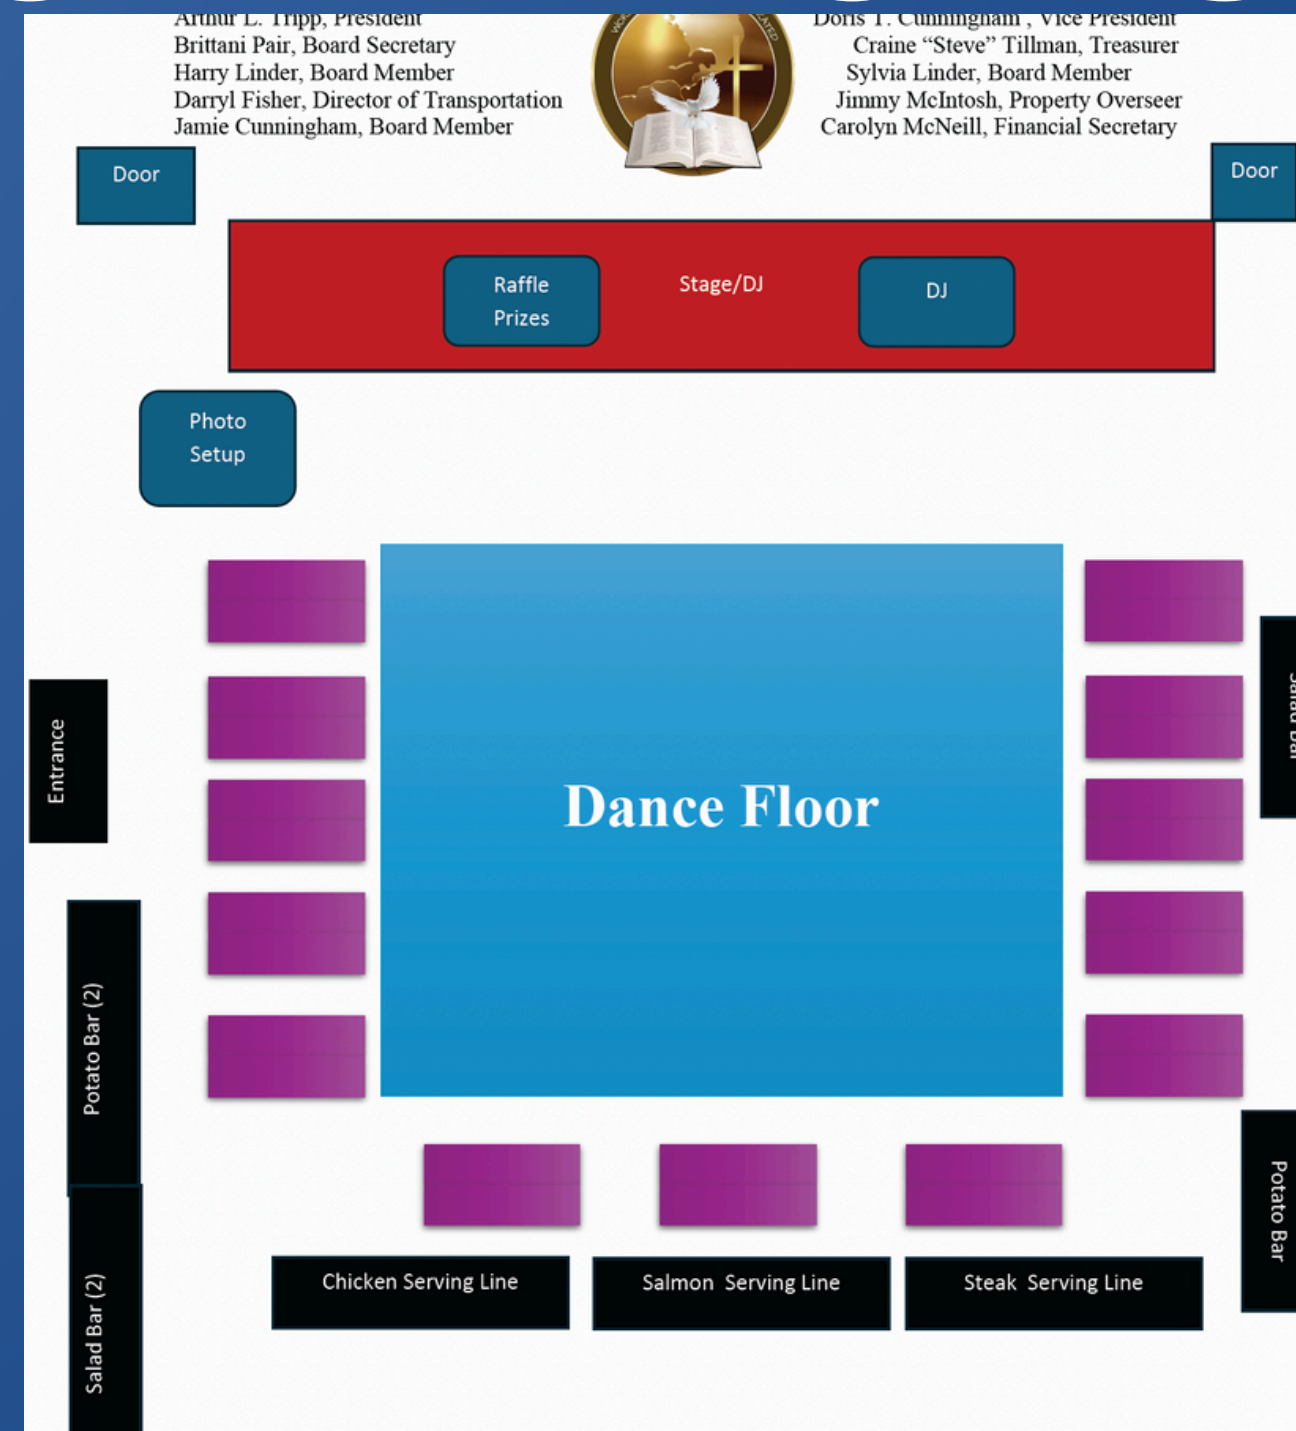 Arthur L. Tripp, President
Brittani Pair, Board Secretary
Harry Linder, Board Member
Darryl Fisher, Director of Transportation
Jamie Cunningham, Board Member
Doris T. Cunningham , Vice President
Craine “Steve” Tillman, Treasurer
Sylvia Linder, Board Member
Jimmy McIntosh, Property Overseer
Carolyn McNeill, Financial Secretary
Door
Door
Raffle
Prizes
Stage/DJ
DJ
Photo
Setup
Entrance
Dance Floor
Salad Bar
Potato Bar (2)
Salad Bar (2)
Potato Bar
Chicken Serving Line
Salmon  Serving Line
Steak  Serving Line